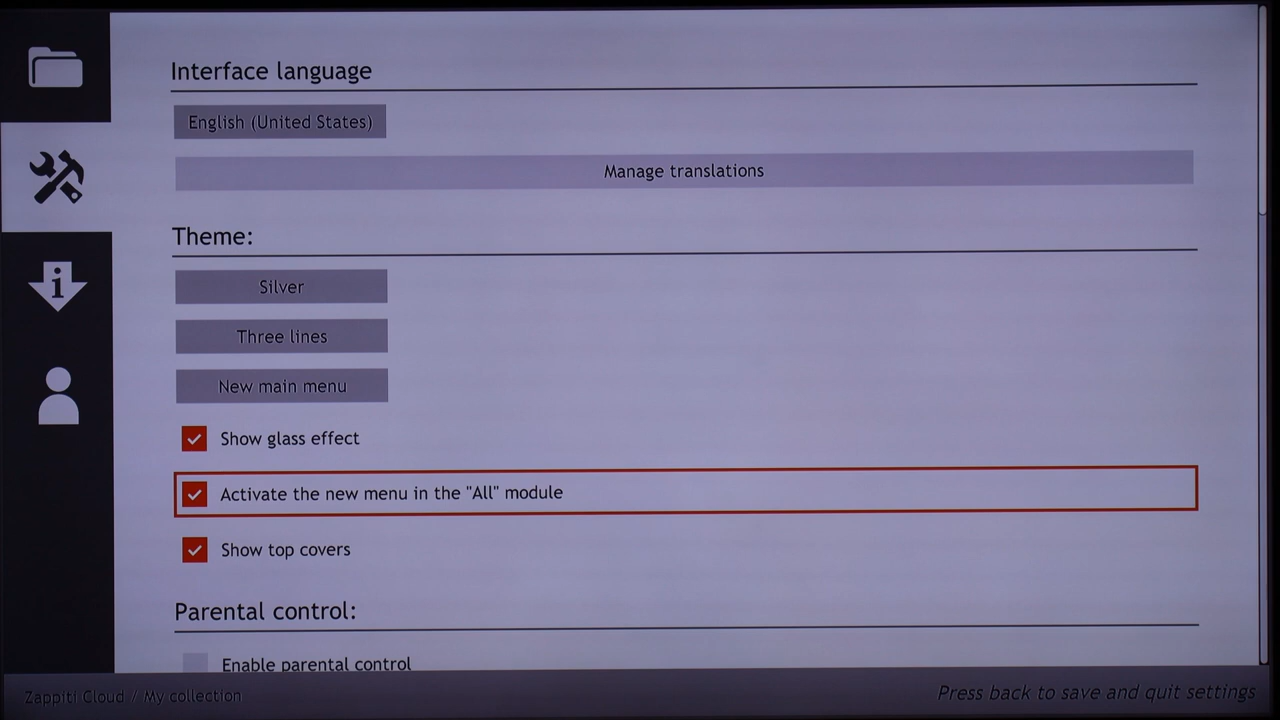 Interface language
English (United States)
Manage translations
Theme:
Silver
Three lines
New main menu
Show glass effect
Activate the new menu in the "All" module
Show top covers
Parental control:
Enable parental control
Zappiti Cloud / My collection
Press back to save and quit settings